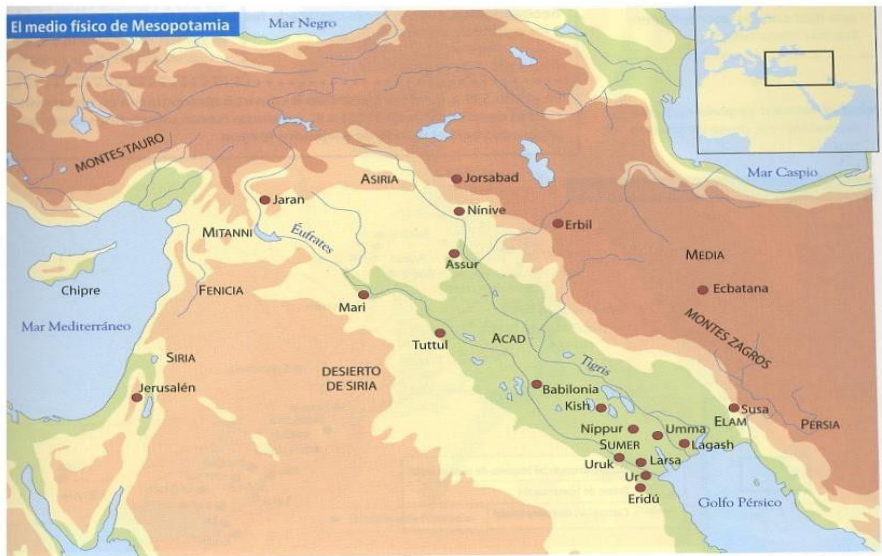 El medio físico de Mesopotamia
Mar Negro
MONTES TAURO
Mar Caspio
ASIRIA
Jorsabad
Jaran
Nínive
Erbil
MITANNI
Éufrates
Assur
MEDIA
Chipre
FENICIA
Mari
Ecbatana
Mar Mediterráneo
Tuttul
ACAD
MONTES ZAGROS
SIRIA
DESIERTO
DE SIRIA
Tigris
Jerusalén
Babilonia
Kish
Susa
ELAM
PERSIA
Nippur
Umma
SUMER
Lagash
Uruk
Larsa
Ur
Eridú
Golfo Pérsico